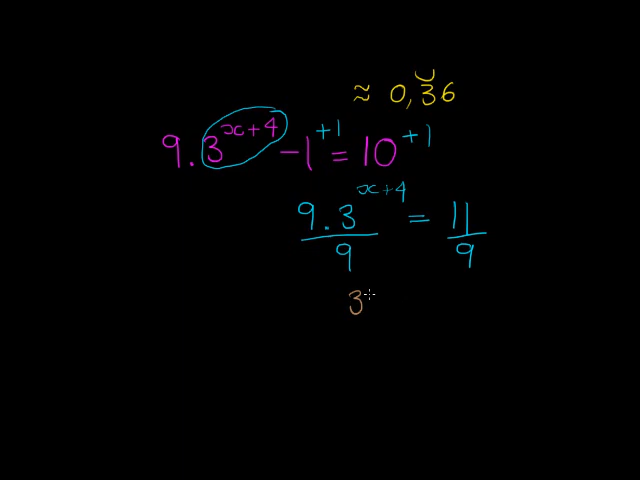 ≈ 0,36
9.3^{x+4} -1^{+1} = 10^{+1}
9.3^{x+4}/9 = 11/9
3